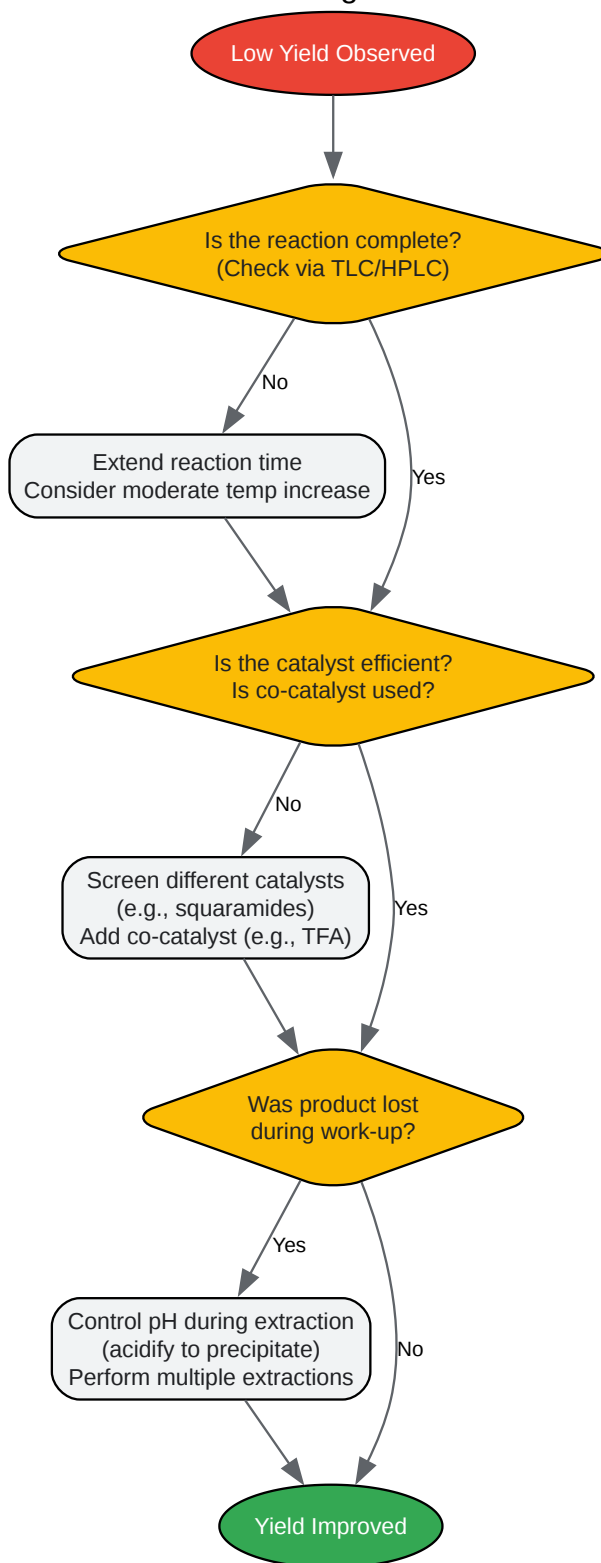 Low Yield Observed
Is the reaction complete?
(Check via TLC/HPLC)
No
Extend reaction time
Consider moderate temp increase
Yes
Is the catalyst efficient?
Is co-catalyst used?
No
Screen different catalysts
(e.g., squaramides)
Add co-catalyst (e.g., TFA)
Yes
Was product lost
during work-up?
Yes
Control pH during extraction
(acidify to precipitate)
Perform multiple extractions
No
Yield Improved